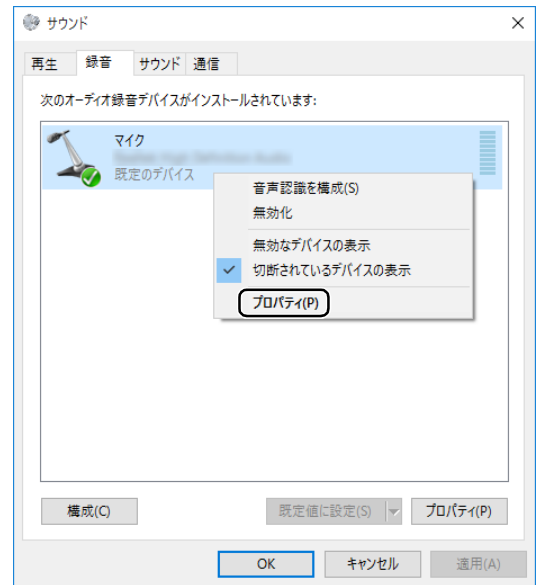 サウンド
再生 録音 サウンド 通信
次のオーディオ録音デバイスがインストールされています:
マイク
既定のデバイス
音声認識を構成(S)
無効化
無効なデバイスの表示
切断されているデバイスの表示
プロパティ(P)
構成(C) 既定値に設定(S) プロパティ(P)
OK キャンセル 適用(A)